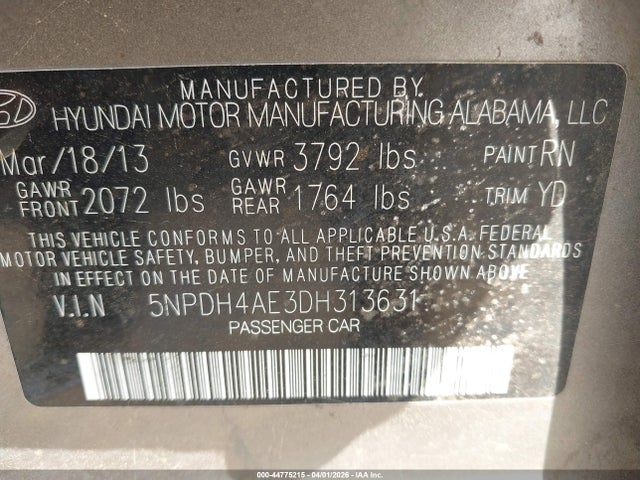 MANUFACTURED BY
HYUNDAI MOTOR MANUFACTURING ALABAMA, LLC
Mar/18/13 GVWR 3792 lbs PAINT RN
GAWR FRONT 2072 lbs GAWR REAR 1764 lbs TRIM YD
THIS VEHICLE CONFORMS TO ALL APPLICABLE U.S.A. FEDERAL
MOTOR VEHICLE SAFETY, BUMPER, AND THEFT PREVENTION STANDARDS
IN EFFECT ON THE DATE OF MANUFACTURE SHOWN ABOVE.
V.I.N 5NPDH4AE3DH313631
PASSENGER CAR
000-44775215 - 04/01/2026 - IAA Inc.